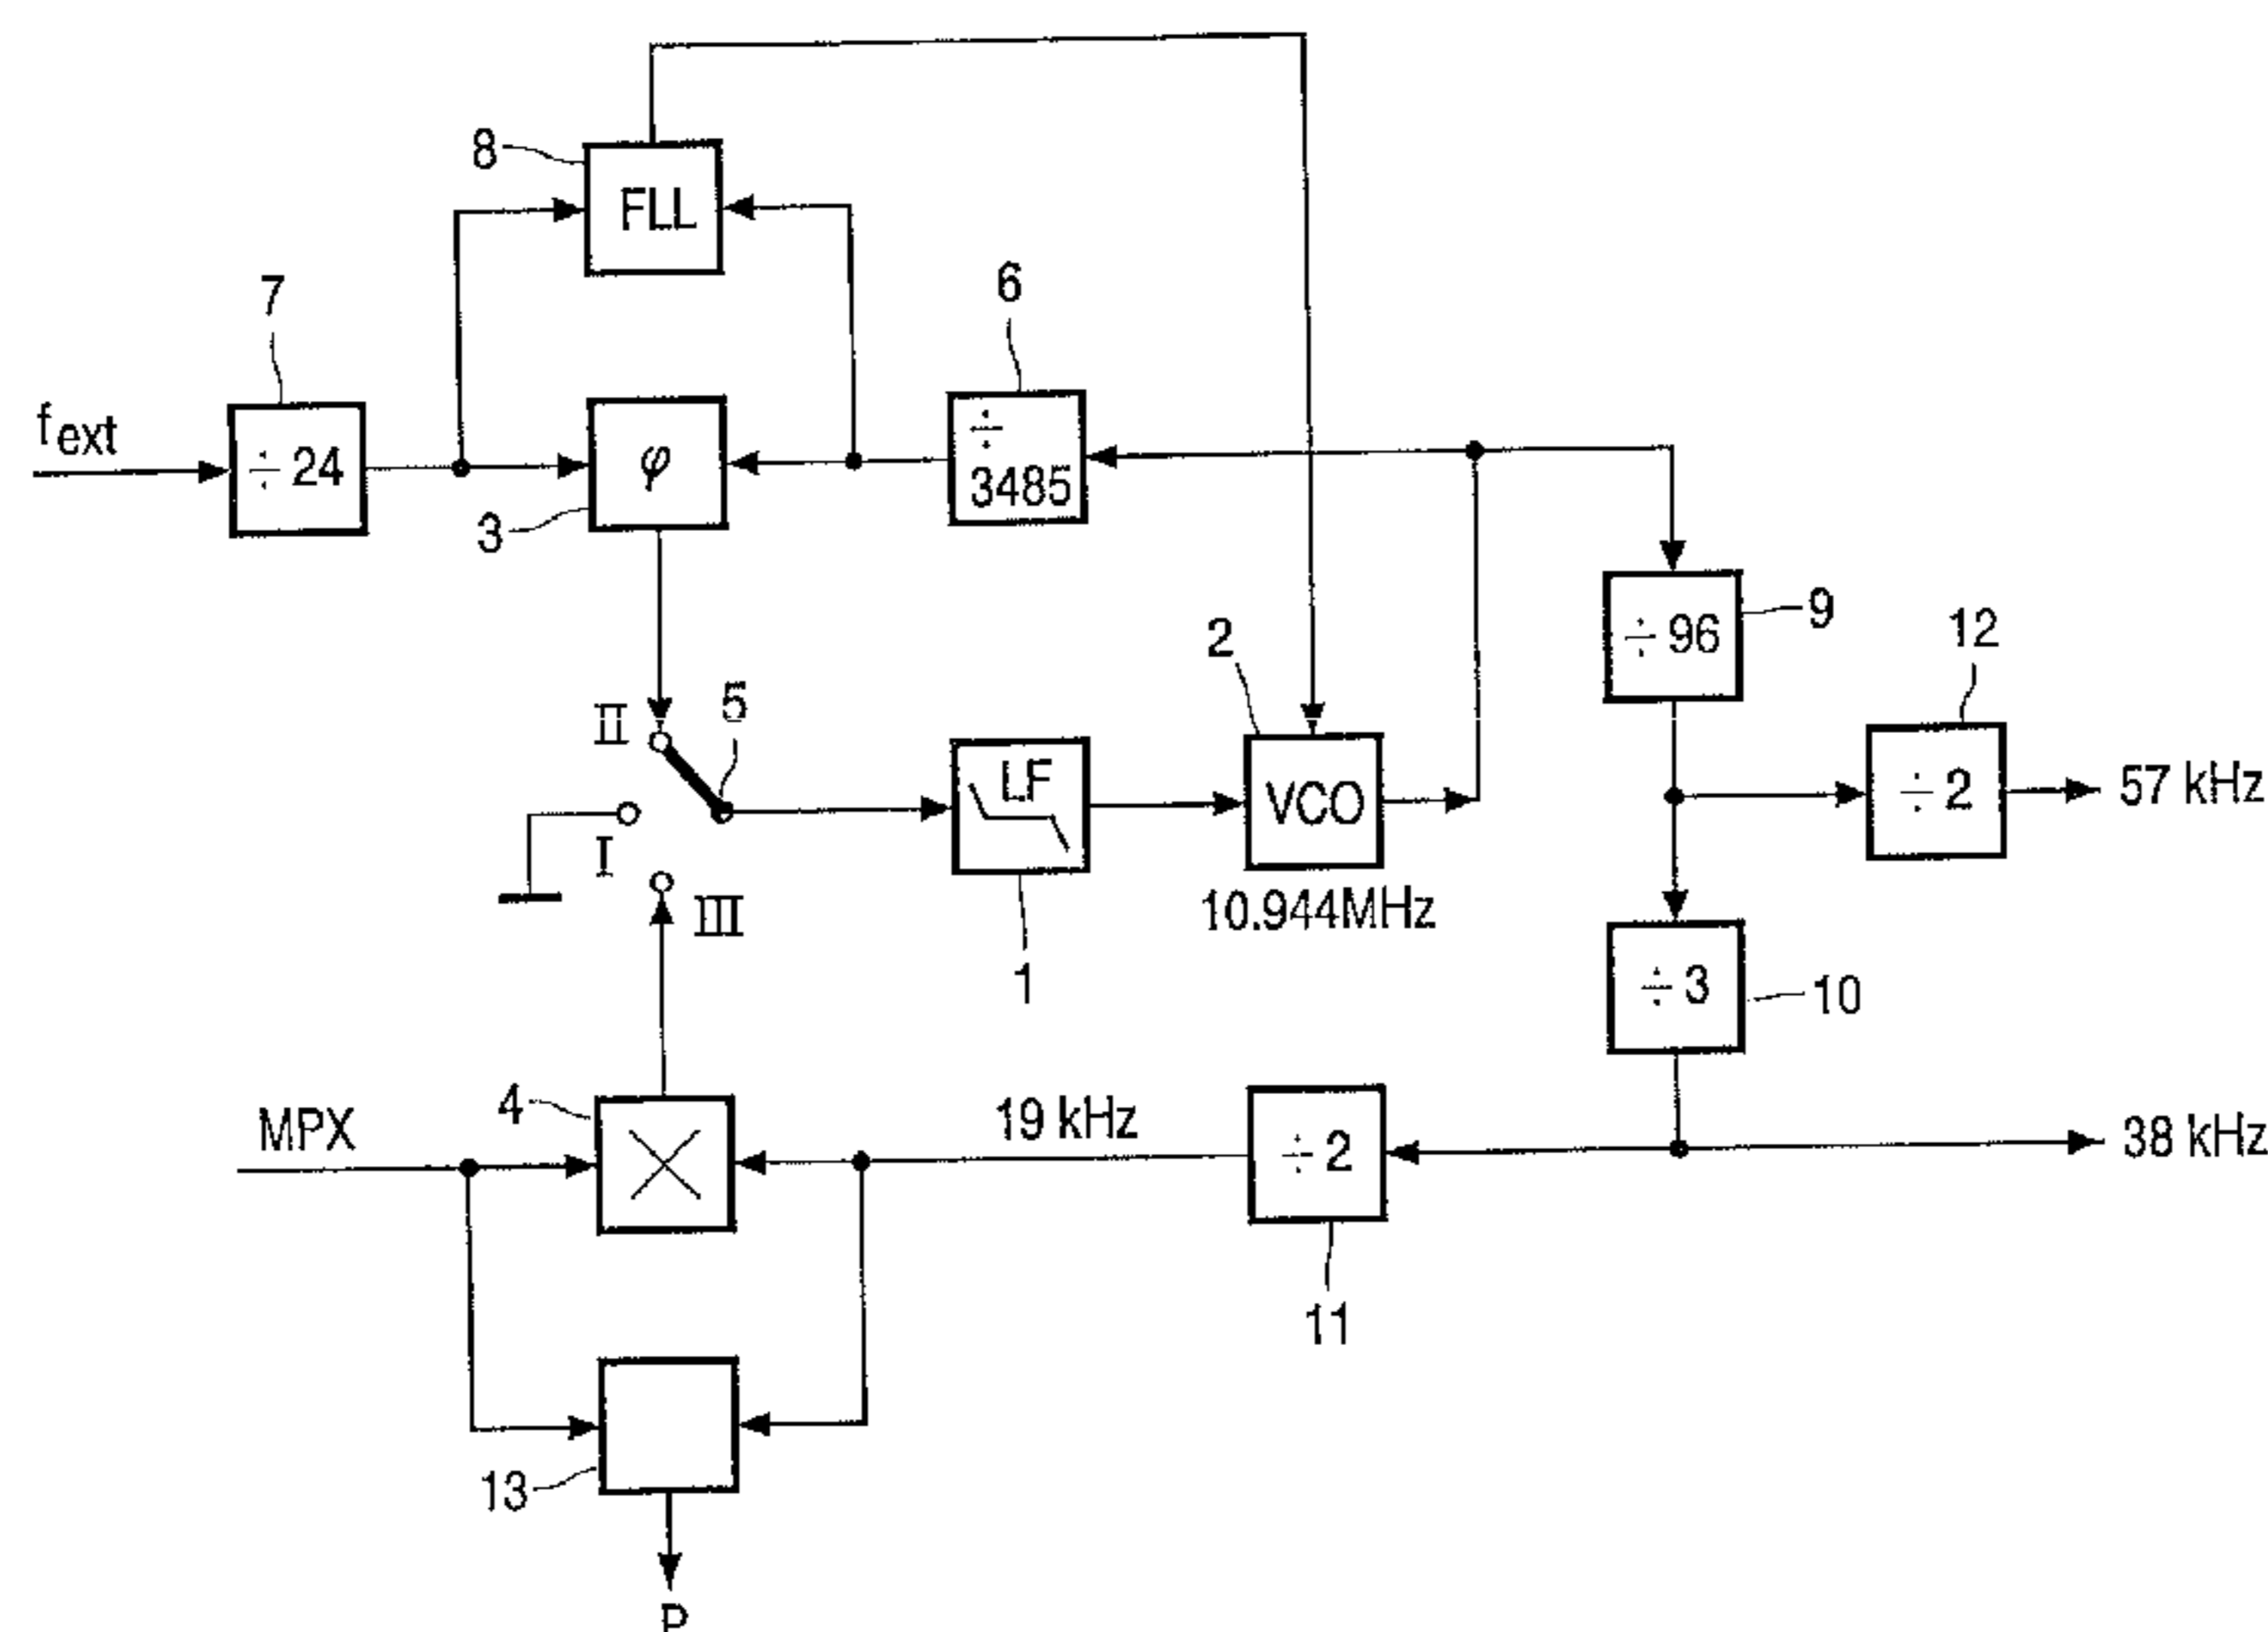 8
FLL
7
6
f ext
÷ 24
φ
÷
3485
3
÷ 96
9
12
2
II
5
LF
VCO
÷ 2
57 kHz
I
III
10.944MHz
1
÷ 3
10
4
MPX
19 kHz
÷ 2
38 kHz
11
13
P